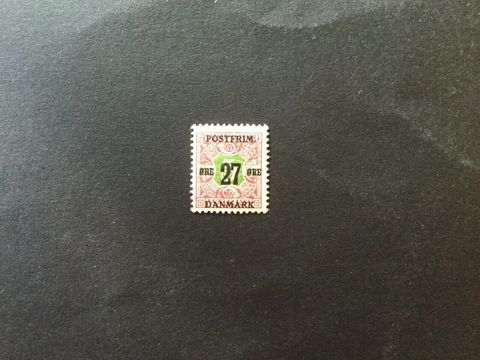 POSTFRIM.
ØRE 27 ØRE
DANMARK